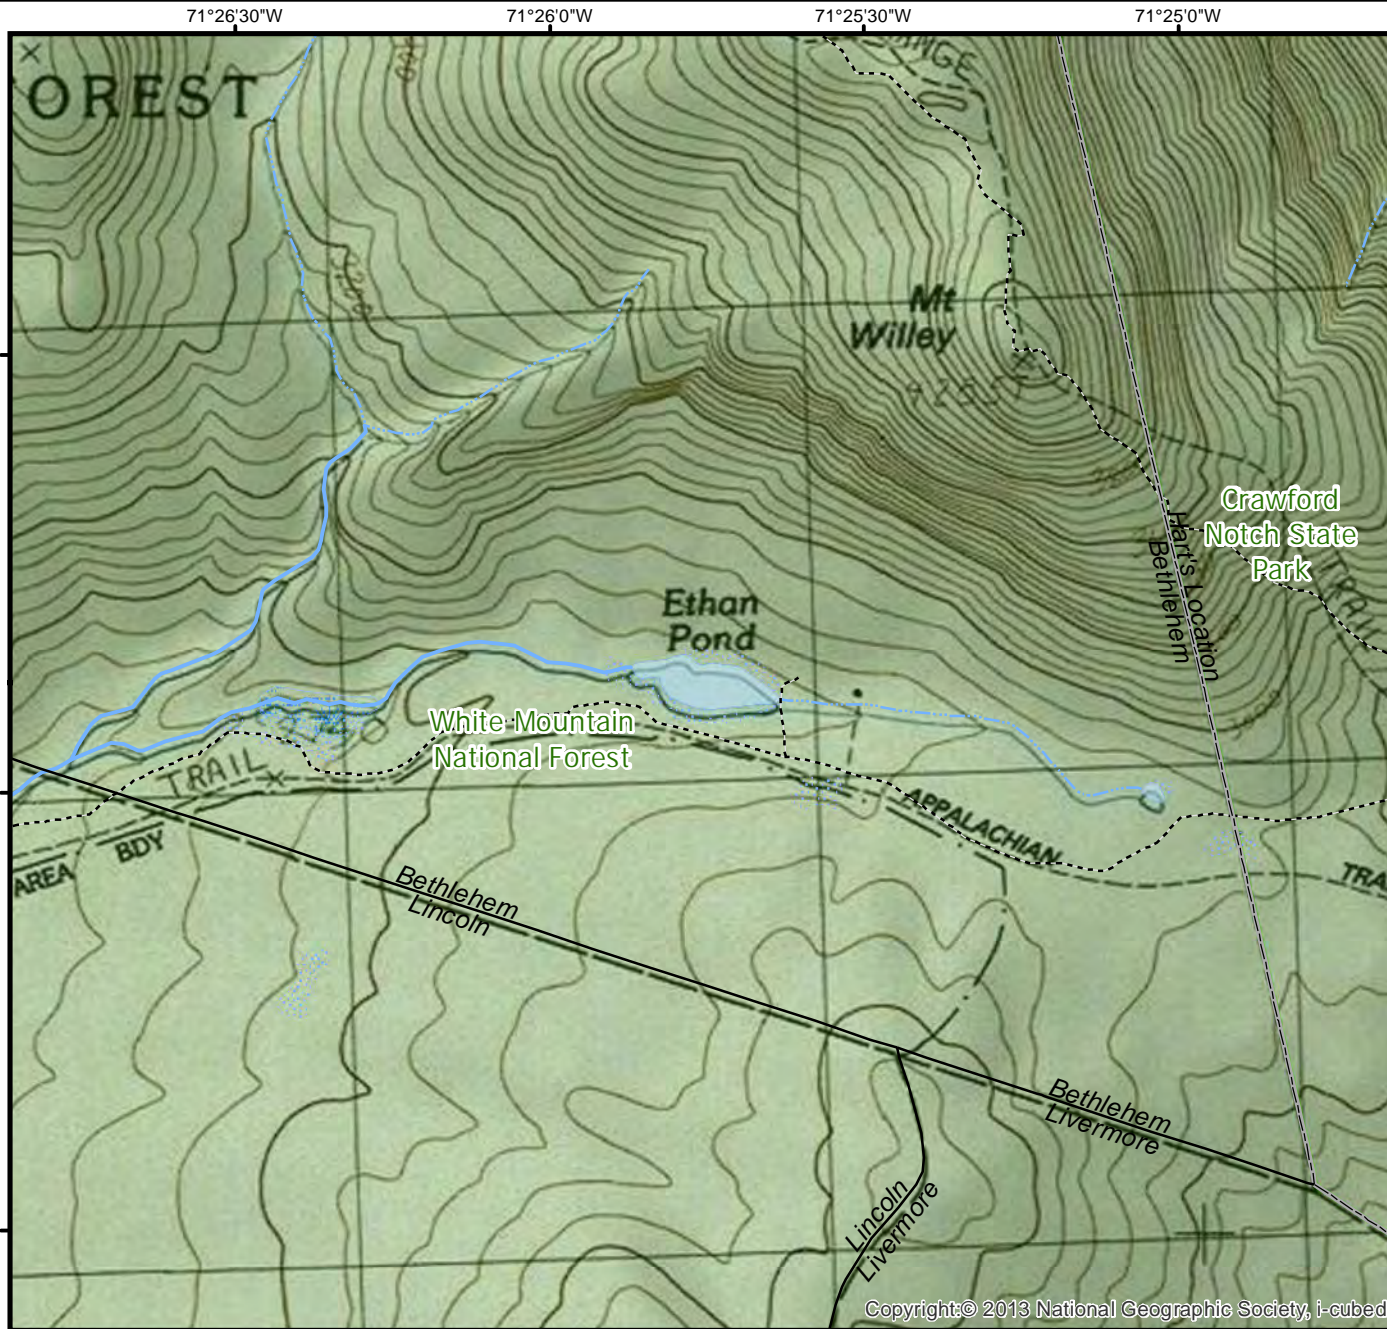 71°26'30"W
71°26'0"W
71°25'30"W
71°25'0"W
OREST
Mt
Willey
Crawford
Notch State
Park
Hart's Location
Bethlehem
TRAIL
Ethan
Pond
White Mountain
National Forest
TRAIL
APPALACHIAN
TRA
BDY
AREA
Bethlehem
Lincoln
Bethlehem
Livermore
Lincoln
Livermore
Copyright:© 2013 National Geographic Society, i-cubed